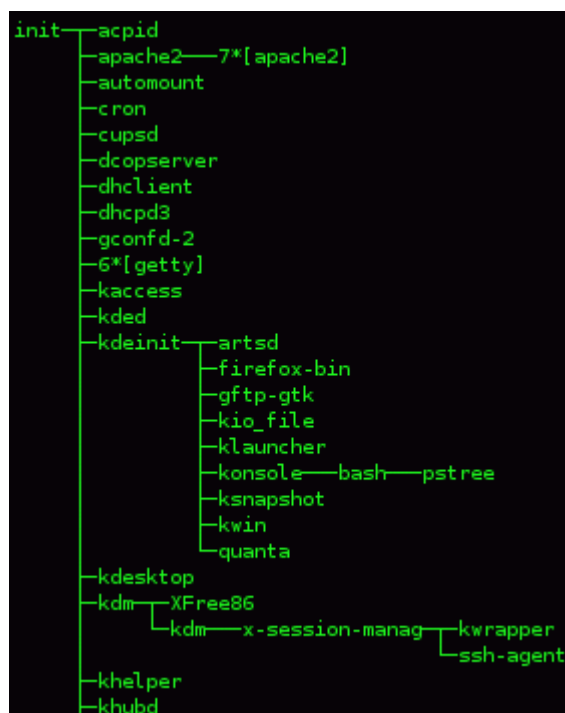 init─┬─acpid
     ├─apache2───7*[apache2]
     ├─automount
     ├─cron
     ├─cupsd
     ├─dcopserver
     ├─dhclient
     ├─dhcpd3
     ├─gconfd-2
     ├─6*[getty]
     ├─kaccess
     ├─kded
     ├─kdeinit─┬─artsd
     │         ├─firefox-bin
     │         ├─gftp-gtk
     │         ├─kio_file
     │         ├─klauncher
     │         ├─konsole───bash───pstree
     │         ├─ksnapshot
     │         ├─kwin
     │         └─quanta
     ├─kdesktop
     ├─kdm─┬─XFree86
     │     └─kdm───x-session-manag─┬─kwrapper
     │                             └─ssh-agent
     ├─khelper
     ├─khubd